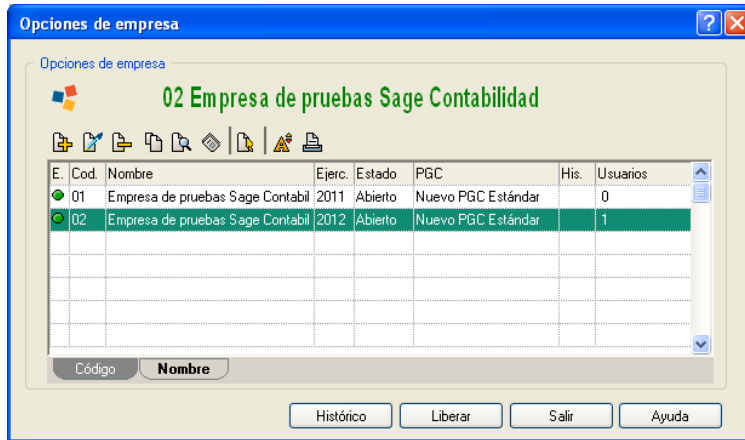 Opciones de empresa
Opciones de empresa
02 Empresa de pruebas Sage Contabilidad
E. Cod. Nombre Ejerc. Estado PGC His. Usuarios
01 Empresa de pruebas Sage Contabil 2011 Abierto Nuevo PGC Estándar 0
02 Empresa de pruebas Sage Contabil 2012 Abierto Nuevo PGC Estándar 1
Código Nombre
Histórico Liberar Salir Ayuda